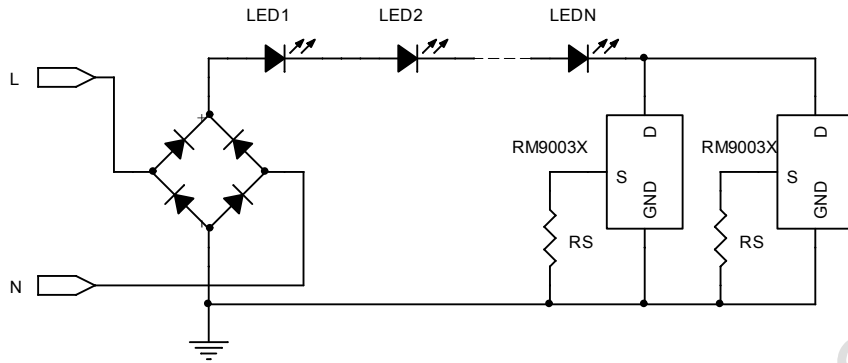 LED1 LED2 LEDN
L
RM9003X D RM9003X D
S GND S GND
RS RS
N